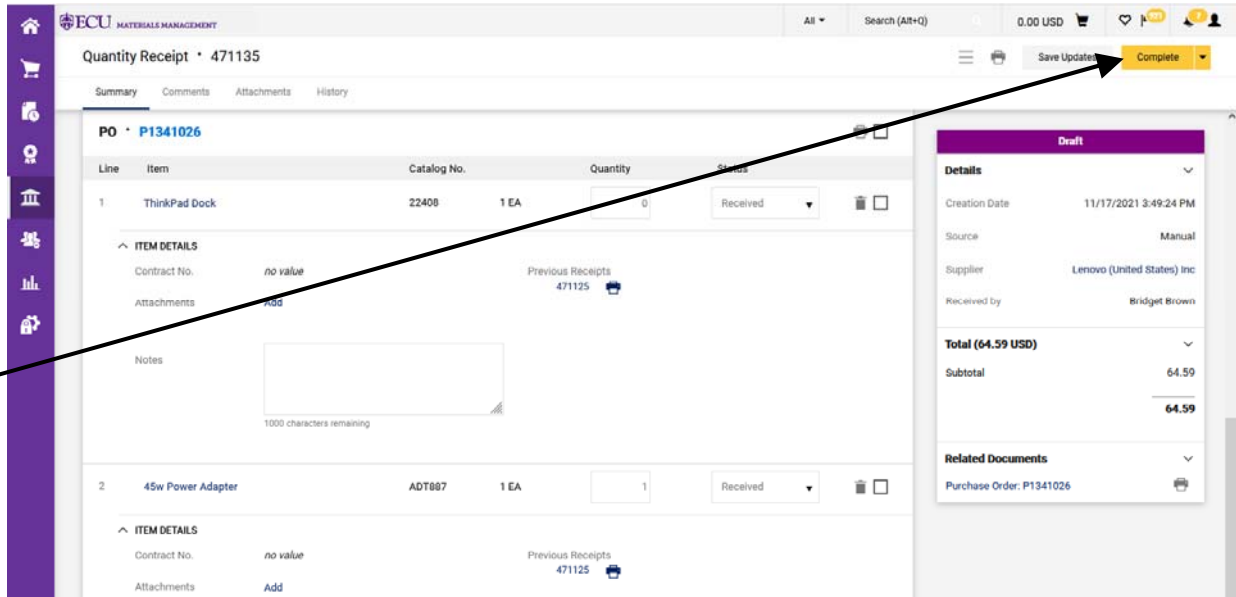 ECU MATERIALS MANAGEMENT All Search (Alt+Q) 0.00 USD
Quantity Receipt · 471135 Save Updates Complete
Summary Comments Attachments History
PO · P1341026
Line Item Catalog No. Quantity Status
1 ThinkPad Dock 22408 1 EA 0 Received
ITEM DETAILS
Contract No. no value Previous Receipts
471125
Attachments Add
Notes
1000 characters remaining
2 45w Power Adapter ADT887 1 EA 1 Received
ITEM DETAILS
Contract No. no value Previous Receipts
471125
Attachments Add
Draft
Details
Creation Date 11/17/2021 3:49:24 PM
Source Manual
Supplier Lenovo (United States) Inc
Received by Bridget Brown
Total (64.59 USD)
Subtotal 64.59
64.59
Related Documents
Purchase Order: P1341026